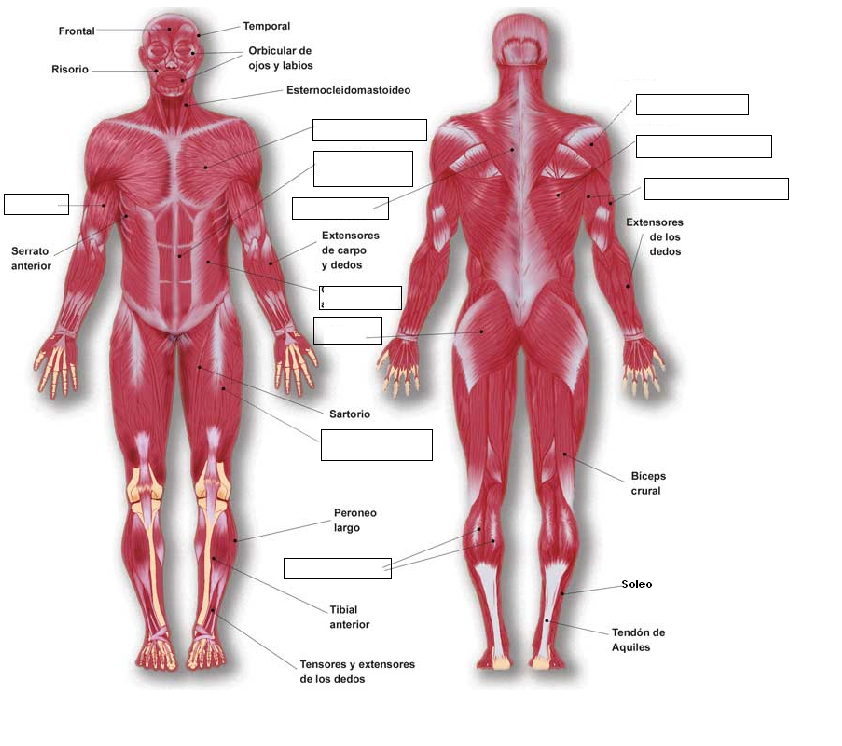 Frontal
Temporal
Orbicular de
ojos y labios
Risorio
Esternocleidomastoideo
Serrato
anterior
Extensores
de carpo
y dedos
Extensores
de los
dedos
Sartorio
Bíceps
crural
Peroneo
largo
Soleo
Tibial
anterior
Tendón de
Aquiles
Tensores y extensores
de los dedos